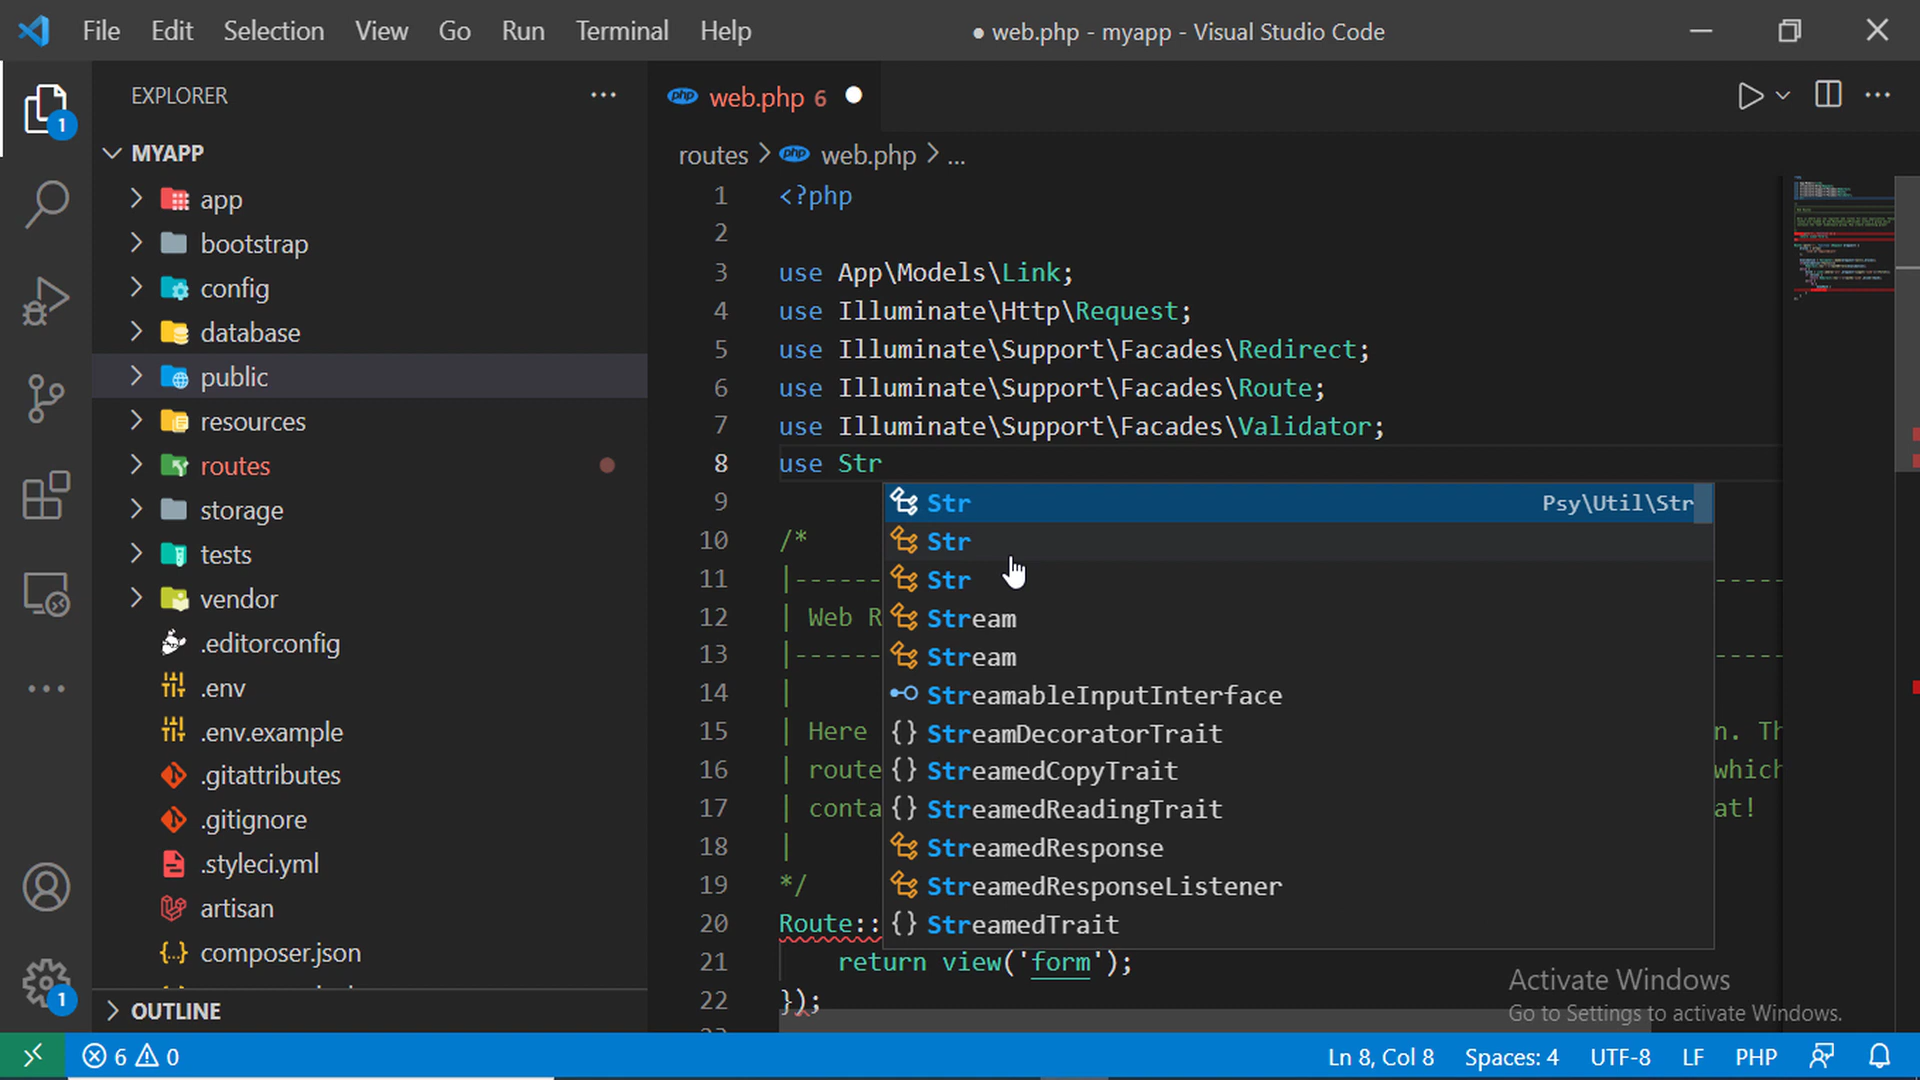 File Edit Selection View Go Run Terminal Help
● web.php - myapp - Visual Studio Code
EXPLORER
MYAPP
app
bootstrap
config
database
public
resources
routes
storage
tests
vendor
.editorconfig
.env
.env.example
.gitattributes
.gitignore
.styleci.yml
artisan
composer.json
OUTLINE
1
1
php web.php 6
routes > php web.php > ...
1 <?php
2
3 use App\Models\Link;
4 use Illuminate\Http\Request;
5 use Illuminate\Support\Facades\Redirect;
6 use Illuminate\Support\Facades\Route;
7 use Illuminate\Support\Facades\Validator;
8 use Str
9
10 /*
11 |------
12 | Web R
13 |------
14 |
15 | Here n. Th
16 | route which
17 | conta at!
18 |
19 */
20 Route::
21 return view('form');
22 });
Str Psy\Util\Str
Str
Str
Stream
Stream
StreamableInputInterface
StreamDecoratorTrait
StreamedCopyTrait
StreamedReadingTrait
StreamedResponse
StreamedResponseListener
StreamedTrait
Activate Windows
Go to Settings to activate Windows.
6 0
Ln 8, Col 8 Spaces: 4 UTF-8 LF PHP